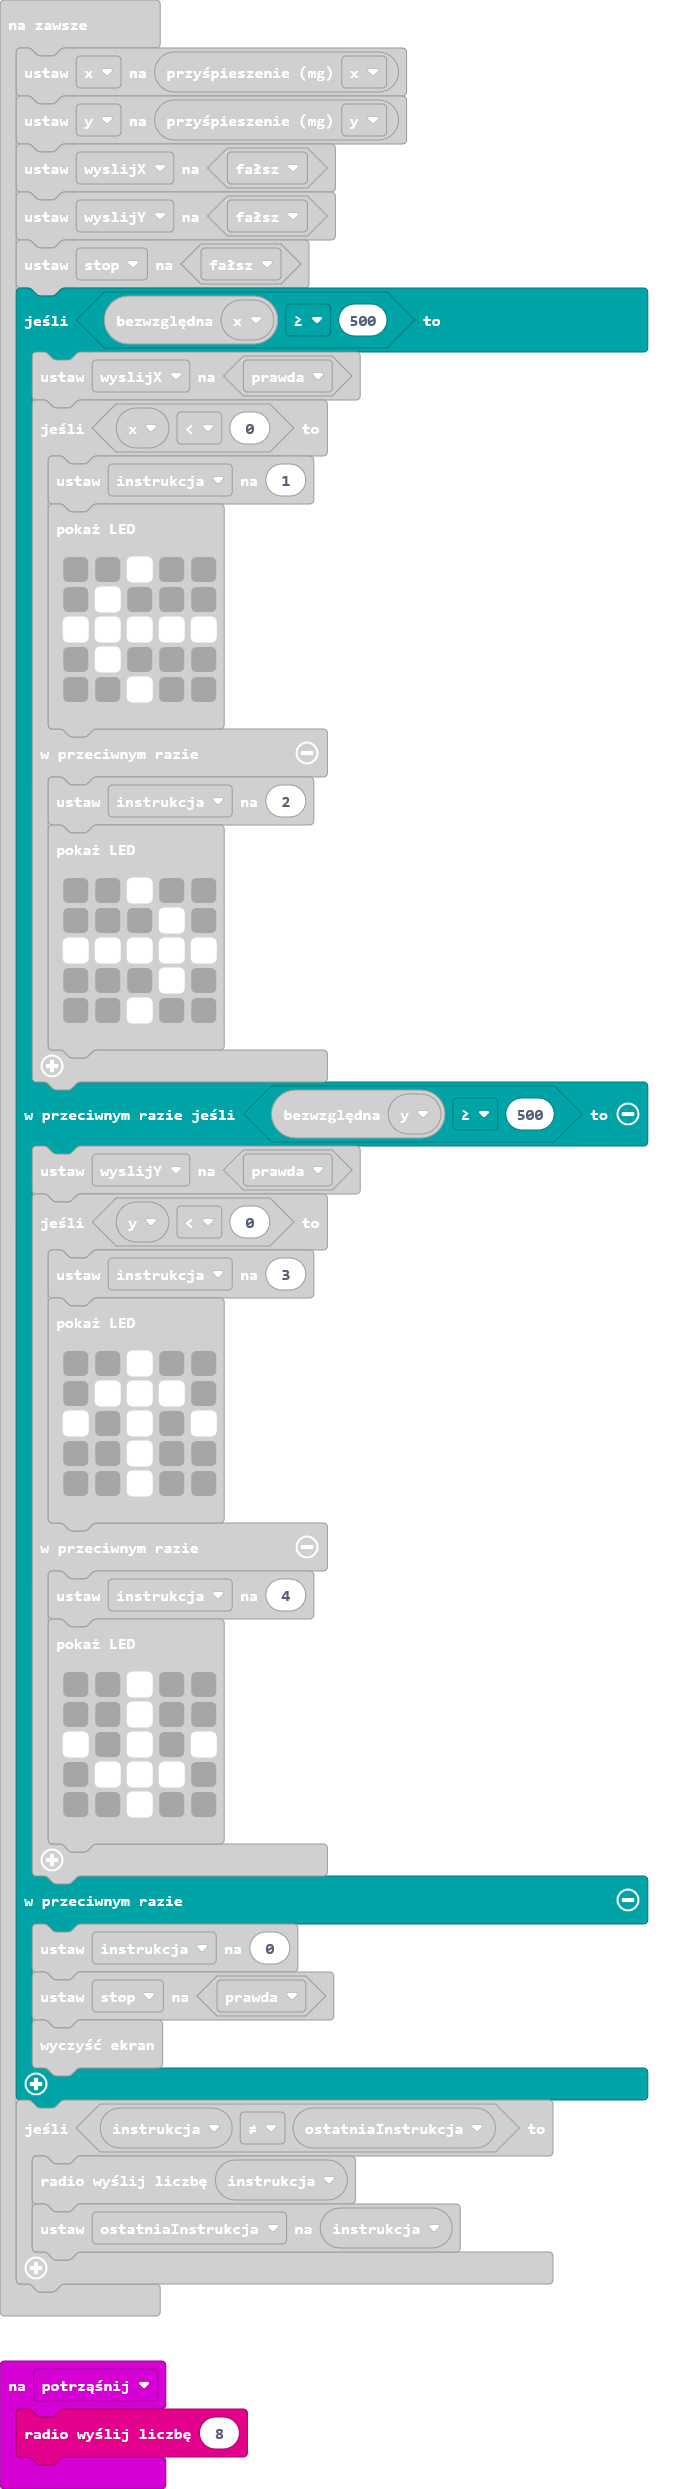 na zawsze
ustaw x na przyśpieszenie (mg) x
ustaw y na przyśpieszenie (mg) y
ustaw wyslijX na fałsz
ustaw wyslijY na fałsz
ustaw stop na fałsz
jeśli bezwzględna x ≥ 500 to
ustaw wyslijX na prawda
jeśli x < 0 to
ustaw instrukcja na 1
pokaż LED
w przeciwnym razie
ustaw instrukcja na 2
pokaż LED
w przeciwnym razie jeśli bezwzględna y ≥ 500 to
ustaw wyslijY na prawda
jeśli y < 0 to
ustaw instrukcja na 3
pokaż LED
w przeciwnym razie
ustaw instrukcja na 4
pokaż LED
w przeciwnym razie
ustaw instrukcja na 0
ustaw stop na prawda
wyczyść ekran
jeśli instrukcja ≠ ostatniaInstrukcja to
radio wyślij liczbę instrukcja
ustaw ostatniaInstrukcja na instrukcja
na potrząśnij
radio wyślij liczbę 8